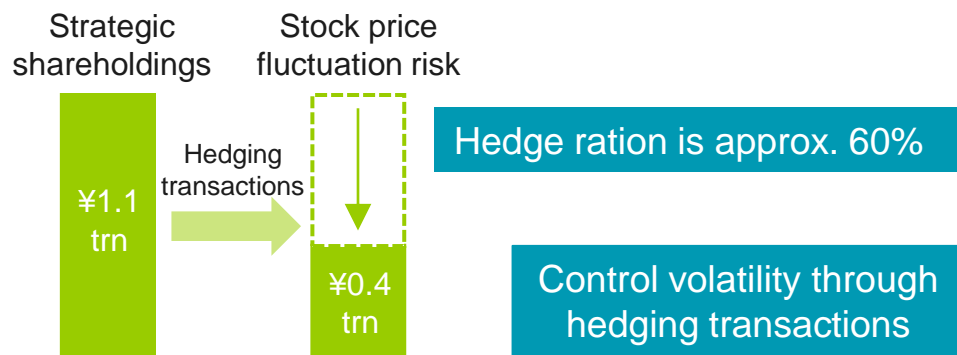 Strategic
shareholdings
Stock price
fluctuation risk
Hedging
transactions
¥1.1
trn
¥0.4
trn
Hedge ration is approx. 60%
Control volatility through
hedging transactions